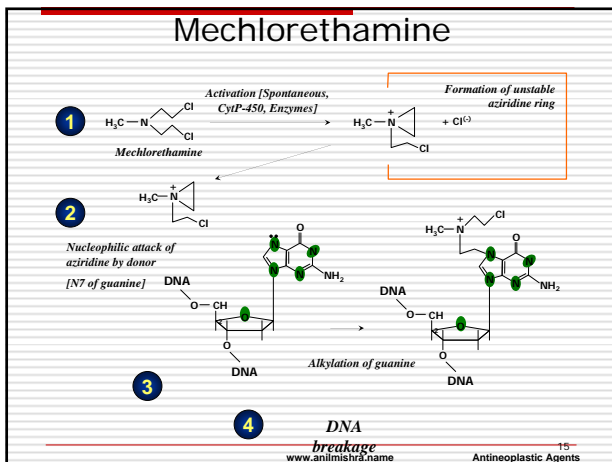 Mechlorethamine
1
Activation [Spontaneous,
CytP-450, Enzymes]
Formation of unstable
aziridine ring
H₃C—N
Cl
Cl
Mechlorethamine
H₃C—N
+
Cl
+ Cl(-)
2
H₃C—N
+
Cl
Nucleophilic attack of
aziridine by donor
[N7 of guanine]
O
N
N
N
N
NH₂
DNA
O
CH
2
O
O
DNA
Alkylation of guanine
H₃C
+
N
Cl
O
N
N
N
N
NH₂
DNA
O
CH
2
O
O
DNA
3
4
DNA
breakage
www.anilmishra.name
15
Antineoplastic Agents